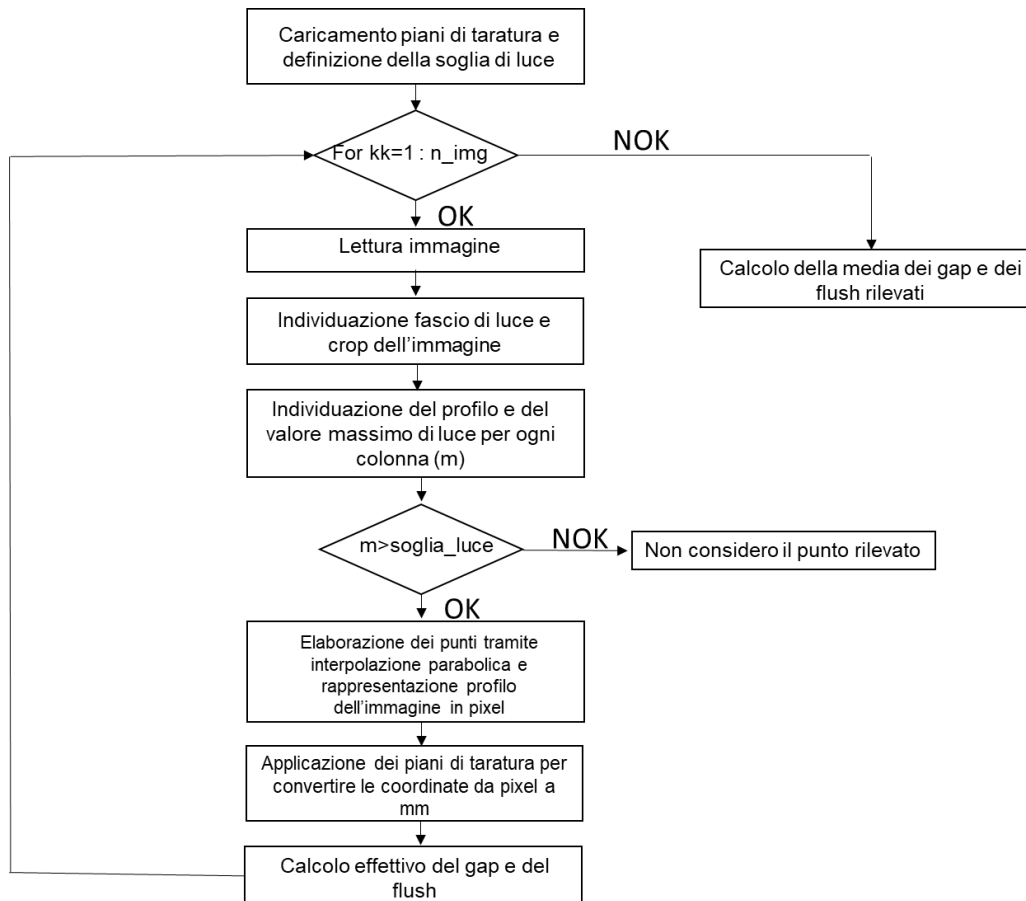 Caricamento piani di taratura e
definizione della soglia di luce
For kk=1 : n_img
NOK
OK
Lettura immagine
Calcolo della media dei gap e dei
flush rilevati
Individuazione fascio di luce e
crop dell'immagine
Individuazione del profilo e del
valore massimo di luce per ogni
colonna (m)
m>soglia_luce
NOK
Non considero il punto rilevato
OK
Elaborazione dei punti tramite
interpolazione parabolica e
rappresentazione profilo
dell'immagine in pixel
Applicazione dei piani di taratura per
convertire le coordinate da pixel a
mm
Calcolo effettivo del gap e del
flush